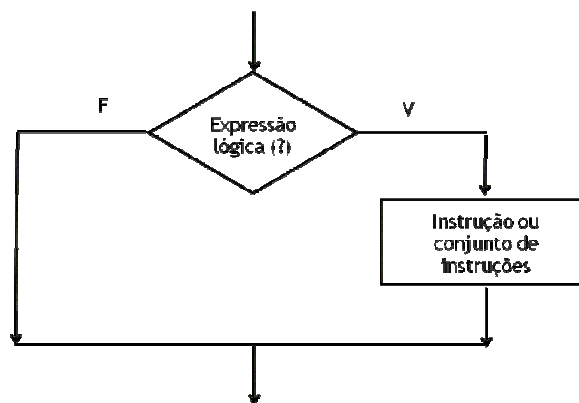 F
V
Expressão
lógica (?)
Instrução ou
conjunto de
instruções